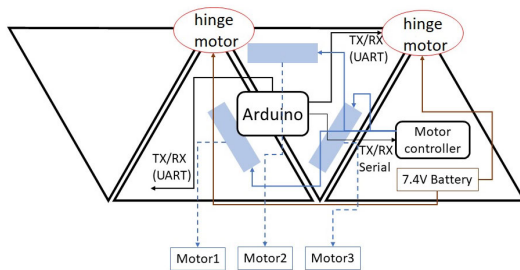 hinge
motor
hinge
motor
TX/RX
(UART)
TX/RX
(UART)
Arduino
Motor
controller
TX/RX
Serial
7.4V Battery
Motor1
Motor2
Motor3